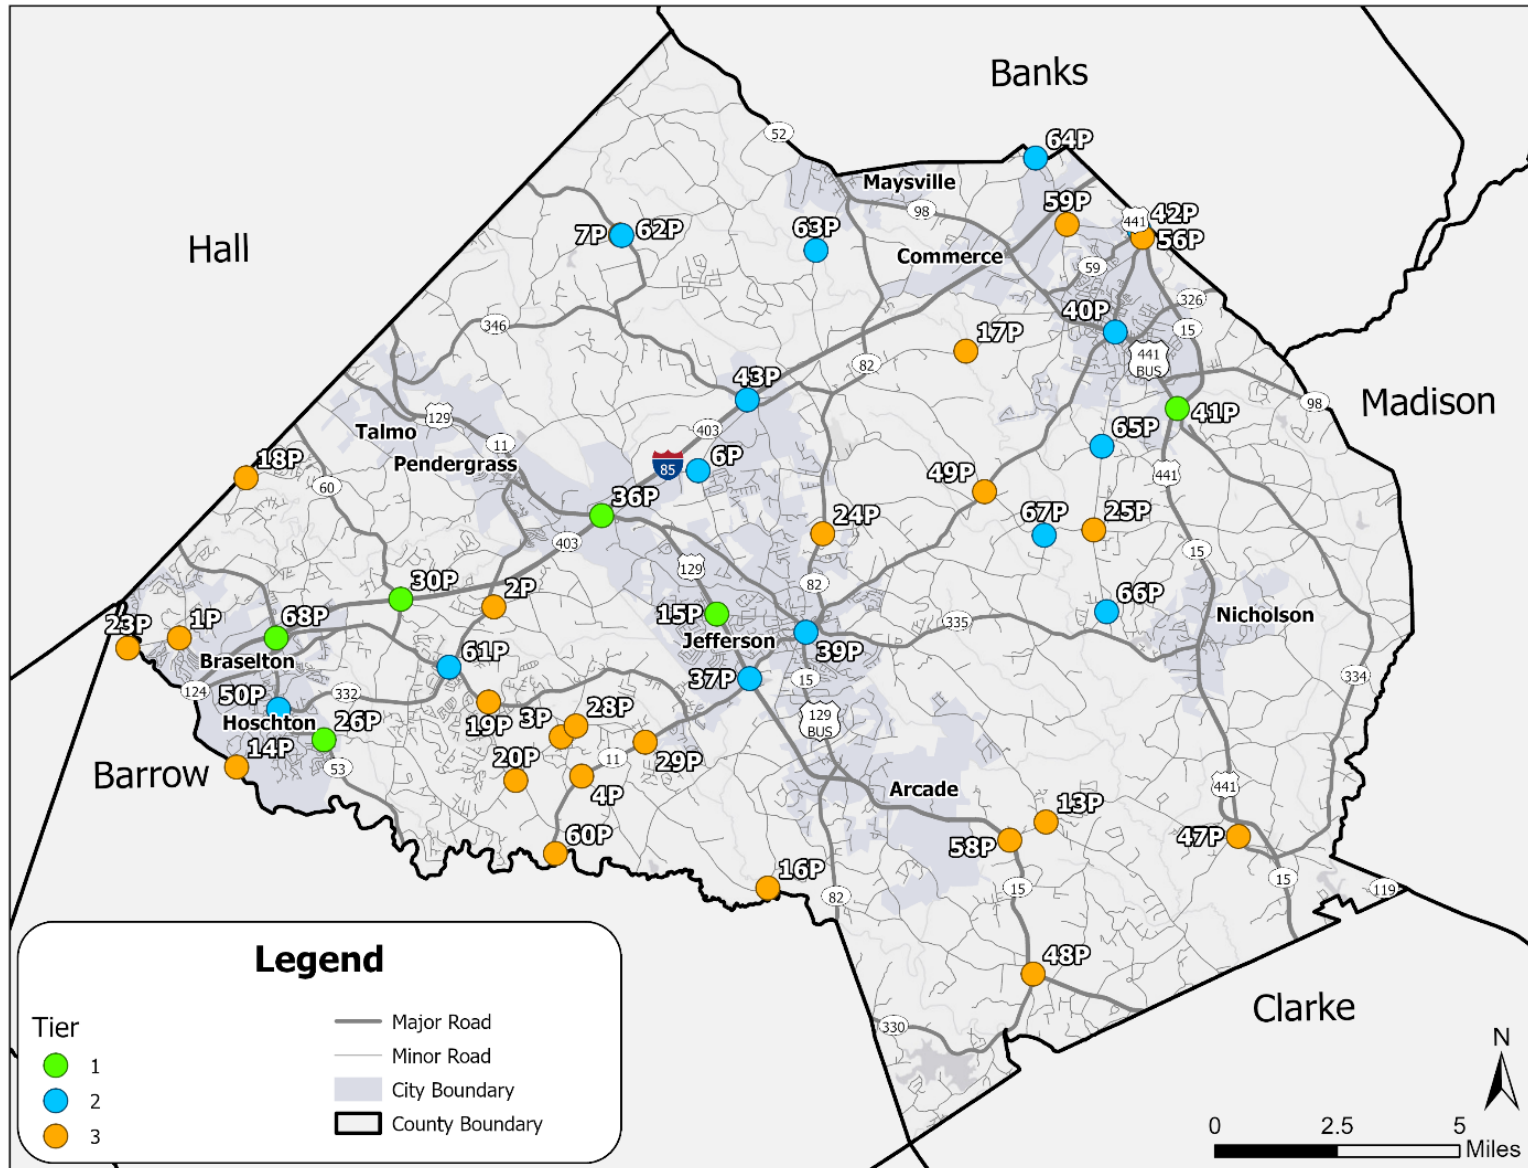 Banks
52
64P
Maysville
59P
98
441
42P
7P
62P
63P
56P
Hall
Commerce
59
326
40P
15
346
17P
441
BUS
82
43P
98
Madison
129
403
41P
Talmo
11
65P
Pendergrass
85
6P
18P
60
49P
441
36P
24P
67P
25P
403
15
129
30P
2P
82
15P
66P
Nicholson
23P
1P
68P
335
Jefferson
39P
Braselton
61P
37P
15
334
124
50P
332
Hoschton
26P
19P
3P
28P
129
BUS
14P
29P
Barrow
53
20P
11
4P
Arcade
441
13P
60P
58P
47P
16P
82
15
15
119
48P
Clarke
330
N
Legend
Tier
1
2
3
Major Road
Minor Road
City Boundary
County Boundary
0 2.5 5
Miles